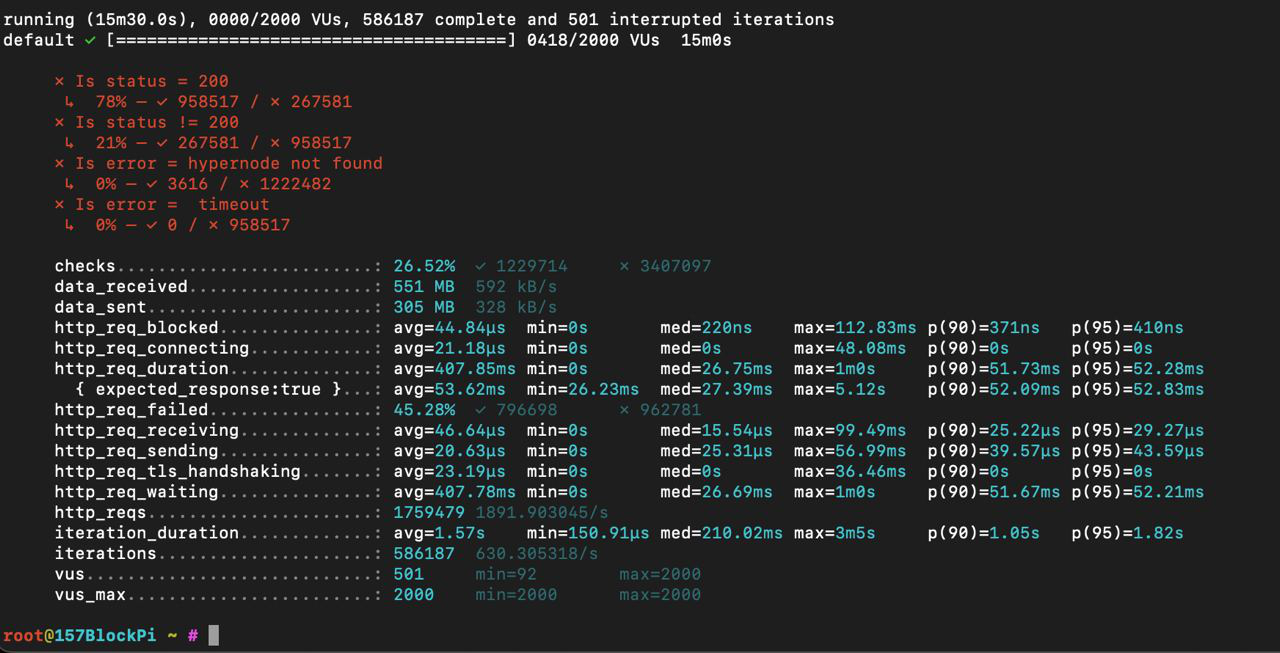 running (15m30.0s), 0000/2000 VUs, 586187 complete and 501 interrupted iterations
default ✓ [======================================] 0418/2000 VUs  15m0s
✗ Is status = 200
↳  78% — ✓ 958517 / ✗ 267581
✗ Is status != 200
↳  21% — ✓ 267581 / ✗ 958517
✗ Is error = hypernode not found
↳  0% — ✓ 3616 / ✗ 1222482
✗ Is error =  timeout
↳  0% — ✓ 0 / ✗ 958517
checks.........................: 26.52%  ✓ 1229714     ✗ 3407097
data_received..................: 551 MB  592 kB/s
data_sent......................: 305 MB  328 kB/s
http_req_blocked...............: avg=44.84µs  min=0s       med=220ns    max=112.83ms p(90)=371ns   p(95)=410ns
http_req_connecting............: avg=21.18µs  min=0s       med=0s       max=48.08ms  p(90)=0s      p(95)=0s
http_req_duration..............: avg=407.85ms min=0s       med=26.75ms  max=1m0s     p(90)=51.73ms p(95)=52.28ms
{ expected_response:true }...: avg=53.62ms  min=26.23ms  med=27.39ms  max=5.12s    p(90)=52.09ms p(95)=52.83ms
http_req_failed................: 45.28%  ✓ 796698      ✗ 962781
http_req_receiving.............: avg=46.64µs  min=0s       med=15.54µs  max=99.49ms  p(90)=25.22µs p(95)=29.27µs
http_req_sending...............: avg=20.63µs  min=0s       med=25.31µs  max=56.99ms  p(90)=39.57µs p(95)=43.59µs
http_req_tls_handshaking.......: avg=23.19µs  min=0s       med=0s       max=36.46ms  p(90)=0s      p(95)=0s
http_req_waiting...............: avg=407.78ms min=0s       med=26.69ms  max=1m0s     p(90)=51.67ms p(95)=52.21ms
http_reqs......................: 1759479 1891.903045/s
iteration_duration.............: avg=1.57s    min=150.91µs med=210.02ms max=3m5s     p(90)=1.05s   p(95)=1.82s
iterations.....................: 586187  630.305318/s
vus............................: 501     min=92        max=2000
vus_max........................: 2000    min=2000      max=2000
root@157BlockPi ~ #